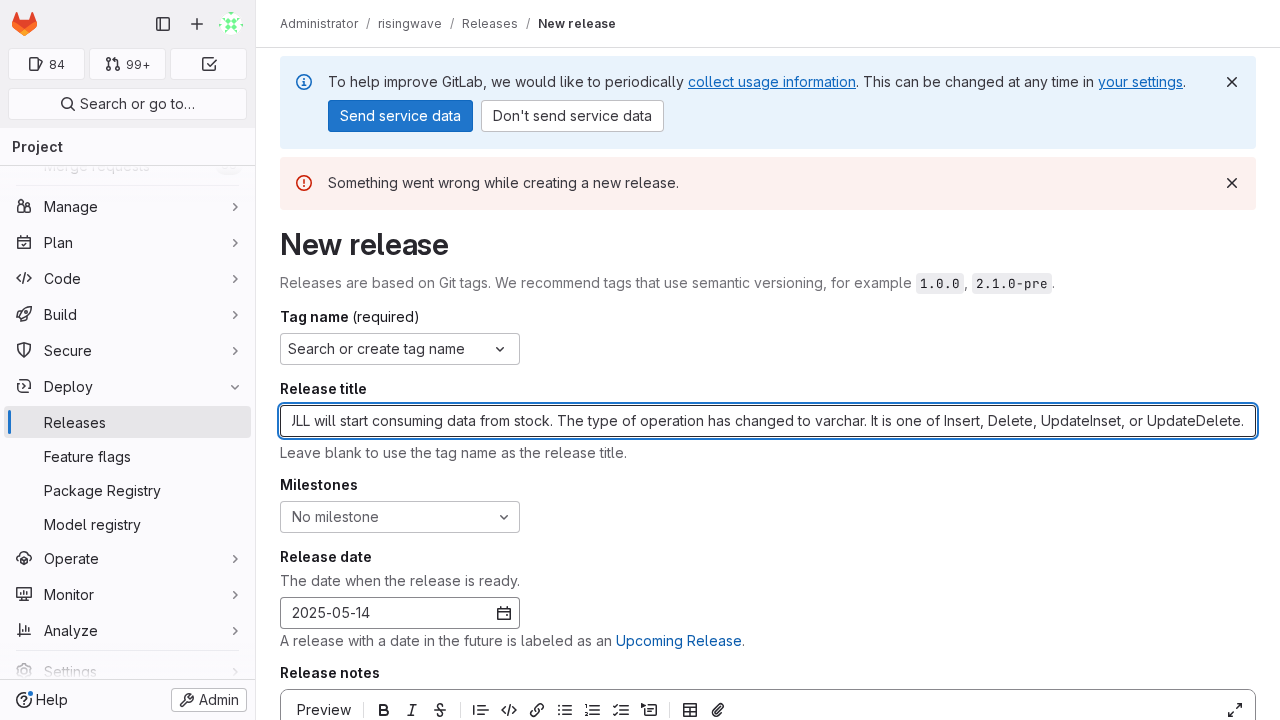 Administrator / risingwave / Releases / New release
84
99+
Search or go to…
Project
Merge requests
Manage
Plan
Code
Build
Secure
Deploy
Releases
Feature flags
Package Registry
Model registry
Operate
Monitor
Analyze
Settings
Help
Admin
To help improve GitLab, we would like to periodically collect usage information. This can be changed at any time in your settings.
Send service data
Don't send service data
Something went wrong while creating a new release.
New release
Releases are based on Git tags. We recommend tags that use semantic versioning, for example 1.0.0, 2.1.0-pre.
Tag name (required)
Search or create tag name
Release title
will start consuming data from stock. The type of operation has changed to varchar. It is one of Insert, Delete, UpdateInset, or UpdateDelete.
Leave blank to use the tag name as the release title.
Milestones
No milestone
Release date
The date when the release is ready.
2025-05-14
A release with a date in the future is labeled as an Upcoming Release.
Release notes
Preview